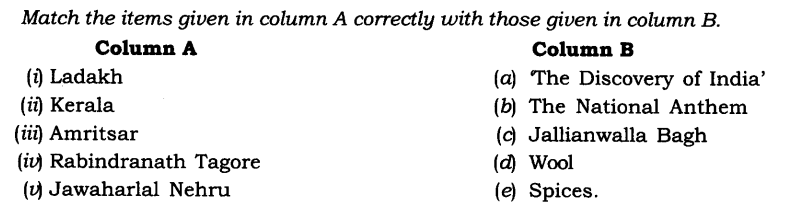 Match the items given in column A correctly with those given in column B.
Column A Column B
(i) Ladakh (a) 'The Discovery of India'
(ii) Kerala (b) The National Anthem
(iii) Amritsar (c) Jallianwalla Bagh
(iv) Rabindranath Tagore (d) Wool
(v) Jawaharlal Nehru (e) Spices.